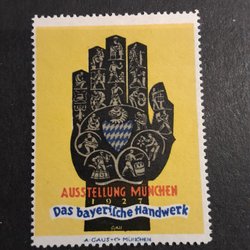 AUSSTELLUNG MÜNCHEN
1927
Das bayerische Handwerk
A·GAUS·&·Co·MÜNCHEN